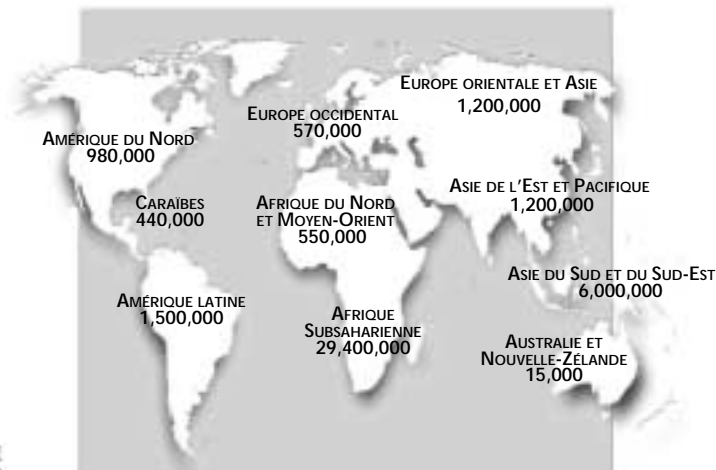 EUROPE ORIENTALE ET ASIE
1,200,000
EUROPE OCCIDENTAL
570,000
AMÉRIQUE DU NORD
980,000
CARAÏBES
440,000
AFRIQUE DU NORD
ET MOYEN-ORIENT
550,000
ASIE DE L'EST ET PACIFIQUE
1,200,000
ASIE DU SUD ET DU SUD-EST
6,000,000
AMÉRIQUE LATINE
1,500,000
AFRIQUE
SUBSAHARIENNE
29,400,000
AUSTRALIE ET
NOUVELLE-ZÉLANDE
15,000